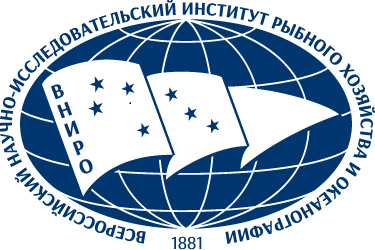 ВСЕРОССИЙСКИЙ НАУЧНО-ИССЛЕДОВАТЕЛЬСКИЙ ИНСТИТУТ РЫБНОГО ХОЗЯЙСТВА И ОКЕАНОГРАФИИ
ВНИРО
1881